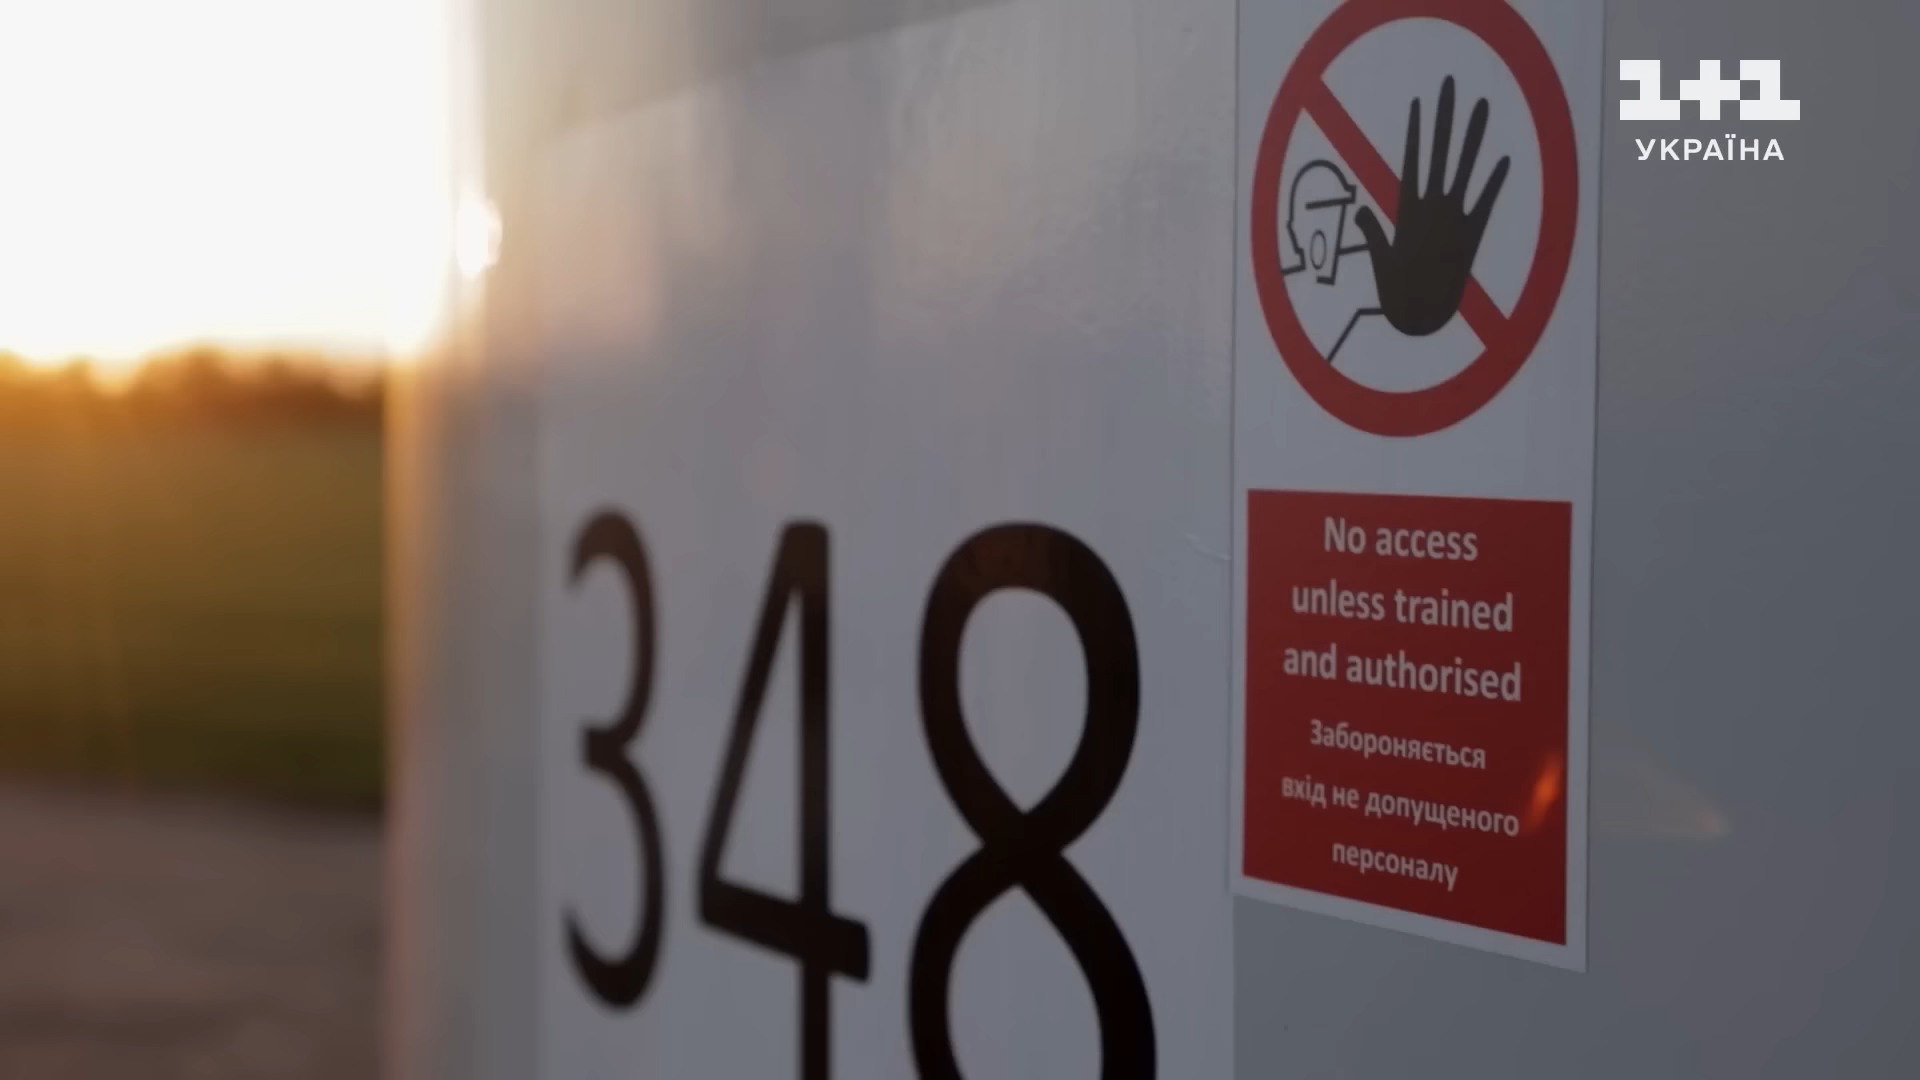 1+1
УКРАЇНА
348
No access
unless trained
and authorised
Забороняється
вхід не допущеного
персоналу